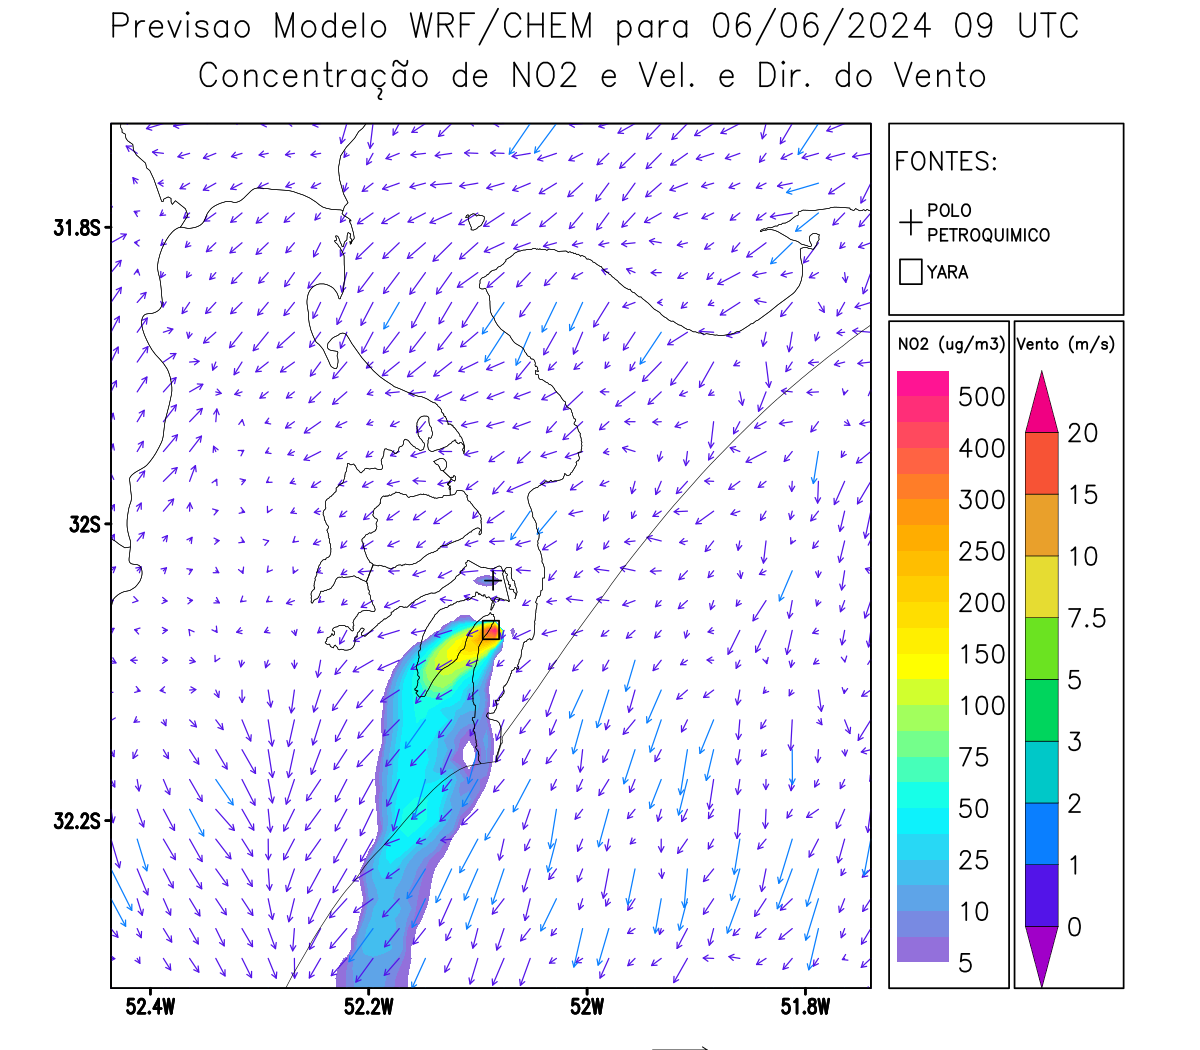 Previsao Modelo WRF/CHEM para 06/06/2024 09 UTC
Concentração de NO2 e Vel. e Dir. do Vento
FONTES:
POLO
PETROQUIMICO
YARA
31.8S
32S
32.2S
52.4W
52.2W
52W
51.8W
NO2 (ug/m3)
500
400
300
250
200
150
100
75
50
25
10
5
Vento (m/s)
20
15
10
7.5
5
3
2
1
0